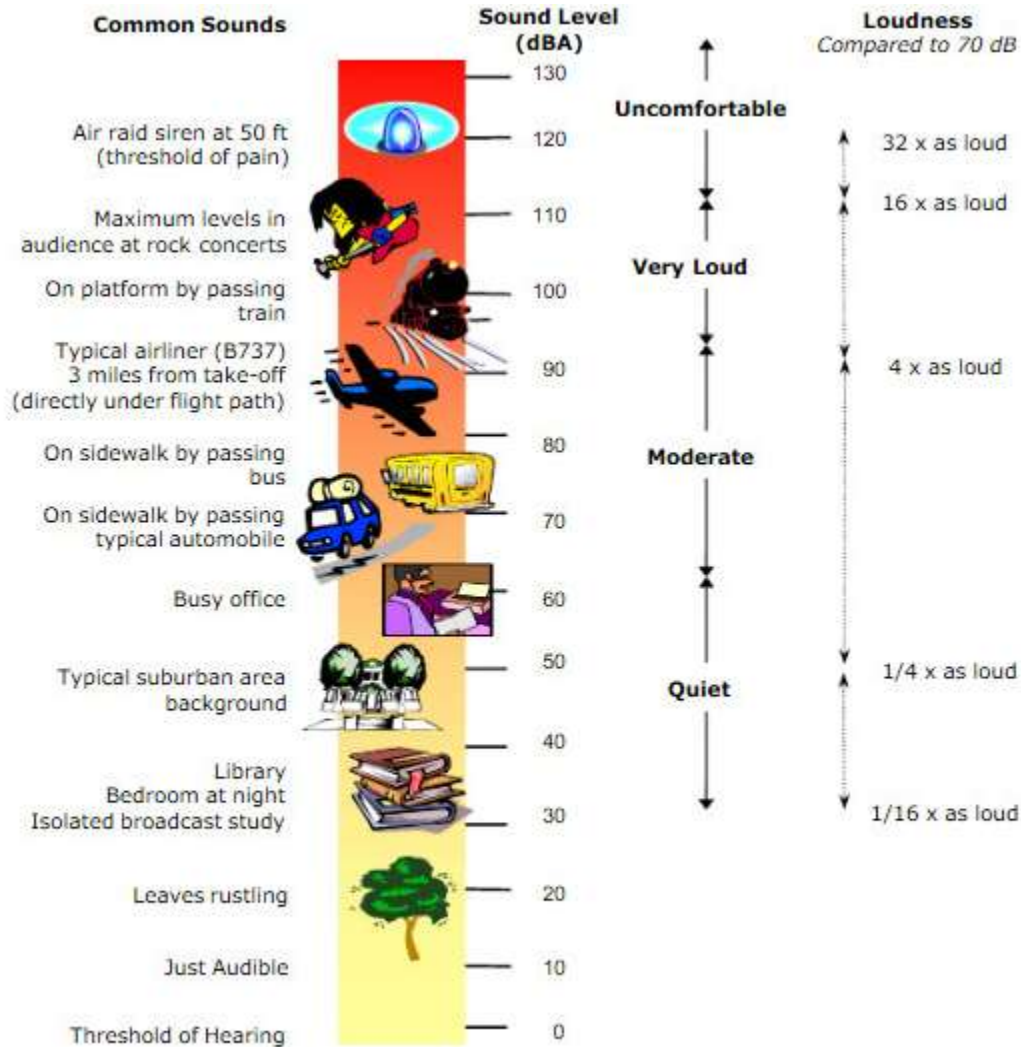 Common Sounds
Sound Level
(dBA)
Loudness
Compared to 70 dB
130
Uncomfortable
Air raid siren at 50 ft
(threshold of pain)
120
32 x as loud
Maximum levels in
audience at rock concerts
110
16 x as loud
Very Loud
On platform by passing
train
100
Typical airliner (B737)
3 miles from take-off
(directly under flight path)
90
4 x as loud
80
On sidewalk by passing
bus
Moderate
On sidewalk by passing
typical automobile
70
Busy office
60
50
Typical suburban area
background
1/4 x as loud
Quiet
40
Library
Bedroom at night
Isolated broadcast study
30
1/16 x as loud
Leaves rustling
20
Just Audible
10
Threshold of Hearing
0